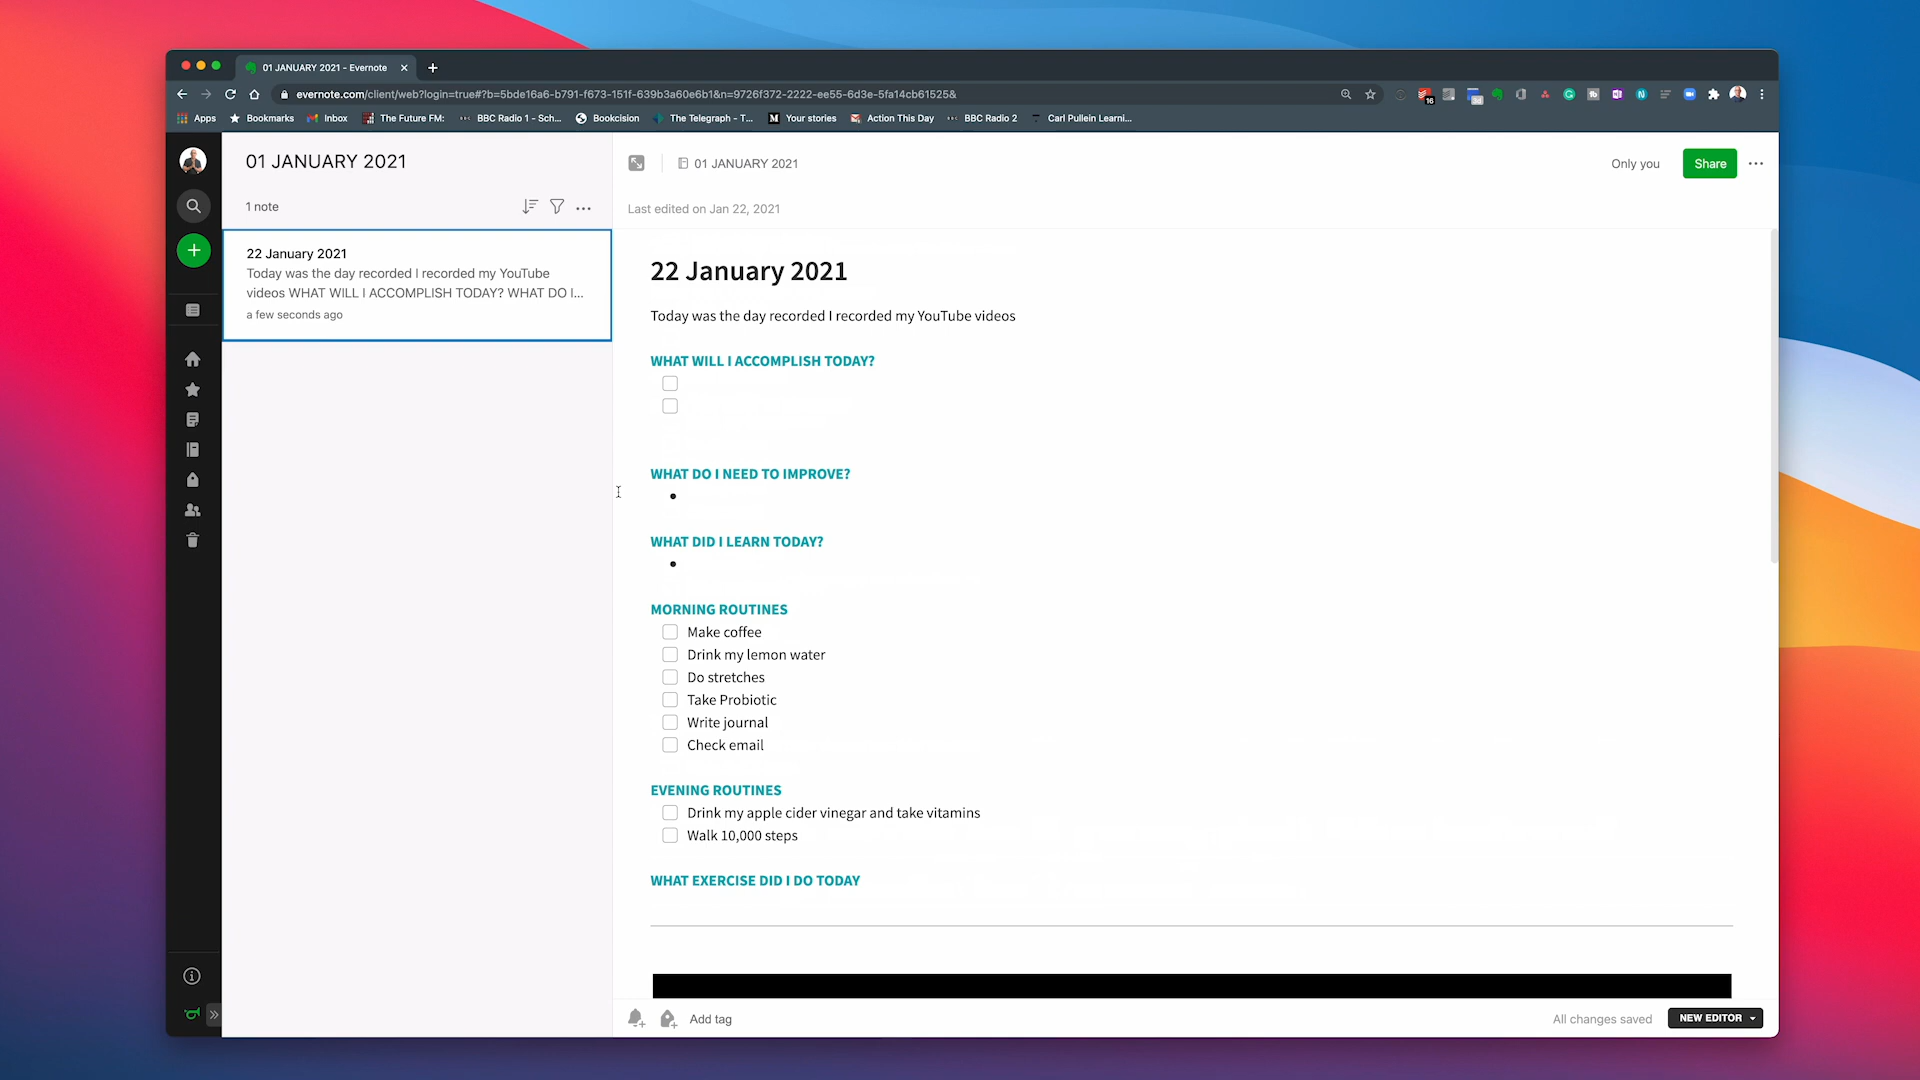 01 JANUARY 2021 - Evernote
evernote.com/client/web?login=true#?b=5bde16a6-b791-f673-151f-639b3a60e6b1&n=9726f372-2222-ee55-6d3e-5fa14cb61525&
16
Apps Bookmarks Inbox The Future FM: BBC Radio 1 - Sch... Bookcision The Telegraph - T... Your stories Action This Day BBC Radio 2 Carl Pullein Learni...
01 JANUARY 2021
1 note
22 January 2021
Today was the day recorded I recorded my YouTube
videos WHAT WILL I ACCOMPLISH TODAY? WHAT DO I...
a few seconds ago
01 JANUARY 2021
Only you
Share
Last edited on Jan 22, 2021
22 January 2021
Today was the day recorded I recorded my YouTube videos
WHAT WILL I ACCOMPLISH TODAY?
WHAT DO I NEED TO IMPROVE?
WHAT DID I LEARN TODAY?
MORNING ROUTINES
Make coffee
Drink my lemon water
Do stretches
Take Probiotic
Write journal
Check email
EVENING ROUTINES
Drink my apple cider vinegar and take vitamins
Walk 10,000 steps
WHAT EXERCISE DID I DO TODAY
Add tag
All changes saved
NEW EDITOR